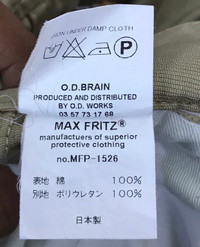 IRON UNDER DAMP CLOTH
P
O.D.BRAIN
PRODUCED AND DISTRIBUTED
BY O.D. WORKS
03 57 73 17 68
MAX FRITZ®
manufactuers of superior
protective clothing
no.MFP-1526
表地 綿 100%
別地 ポリウレタン 100%
日本製